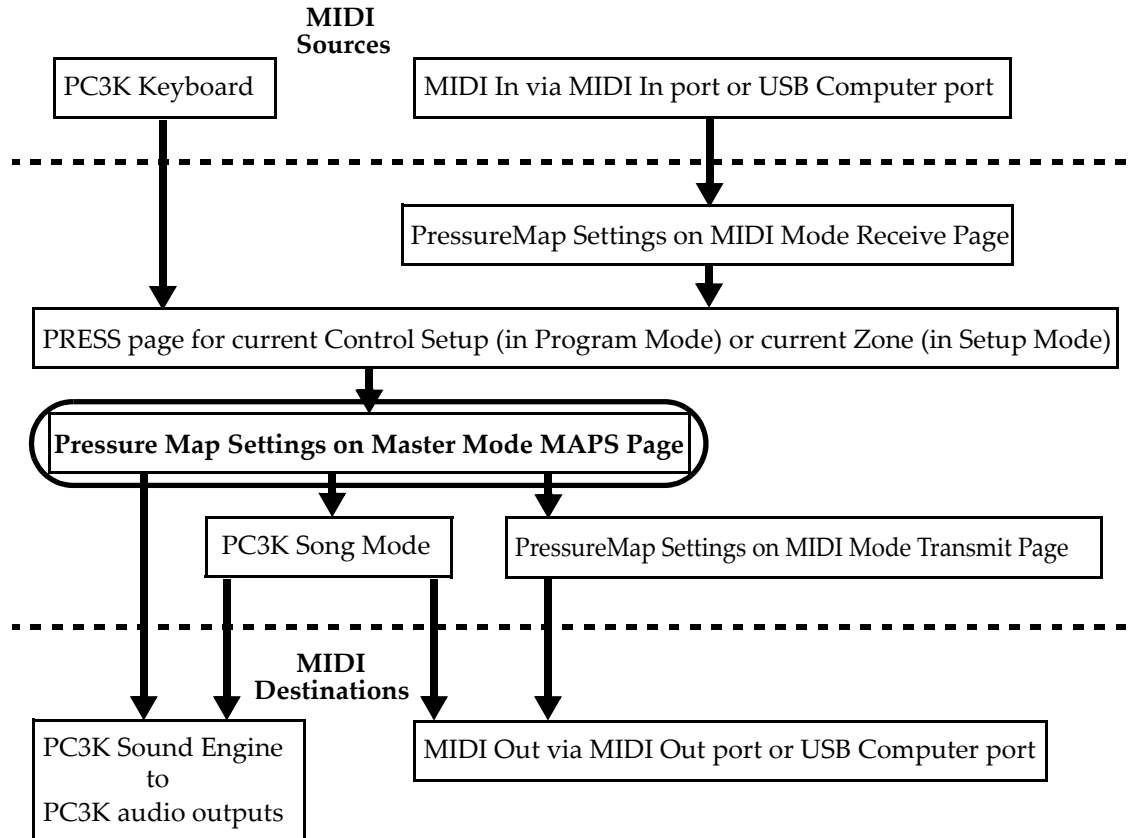 MIDI
Sources
PC3K Keyboard
MIDI In via MIDI In port or USB Computer port
PressureMap Settings on MIDI Mode Receive Page
PRESS page for current Control Setup (in Program Mode) or current Zone (in Setup Mode)
Pressure Map Settings on Master Mode MAPS Page
PC3K Song Mode
PressureMap Settings on MIDI Mode Transmit Page
MIDI
Destinations
PC3K Sound Engine
to
PC3K audio outputs
MIDI Out via MIDI Out port or USB Computer port